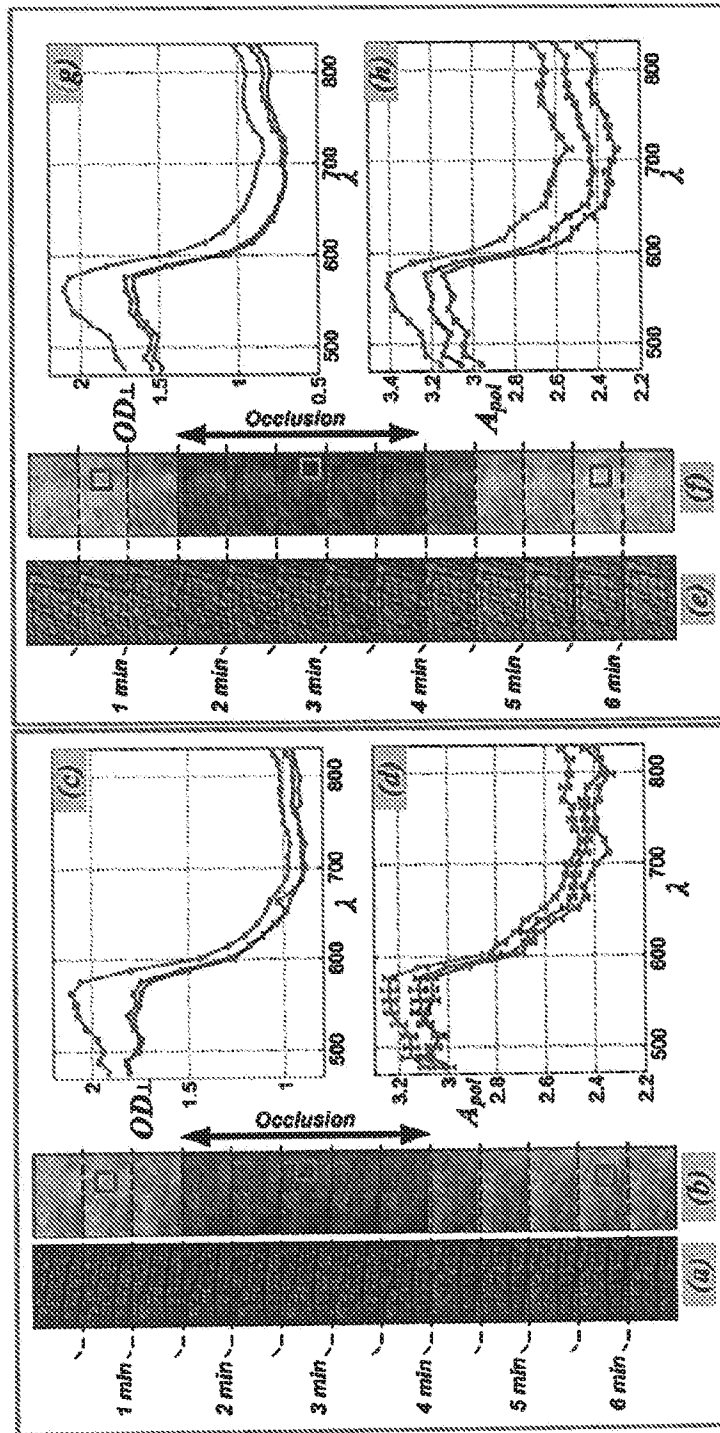 1 min
2 min
3 min
4 min
5 min
6 min
(a)
(b)
Occlusion
OD⊥
2
1.5
1
500
600
700
800
λ
(c)
A_pol
3.2
3
2.8
2.6
2.4
2.2
500
600
700
800
λ
(d)
1 min
2 min
3 min
4 min
5 min
6 min
(e)
(f)
Occlusion
OD⊥
2
1.5
1
0.5
500
600
700
800
λ
(g)
A_pol
3.4
3.2
3
2.8
2.6
2.4
2.2
500
600
700
800
λ
(h)